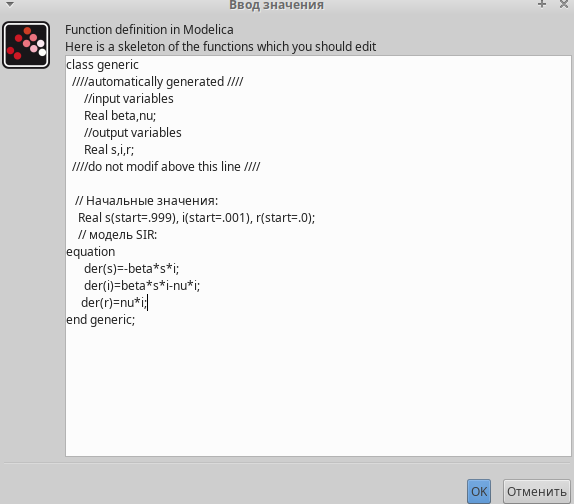 Ввод значения
Function definition in Modelica
Here is a skeleton of the functions which you should edit
class generic
////automatically generated ////
//input variables
Real beta,nu;
//output variables
Real s,i,r;
////do not modif above this line ////
// Начальные значения:
Real s(start=.999), i(start=.001), r(start=.0);
// модель SIR:
equation
der(s)=-beta*s*i;
der(i)=beta*s*i-nu*i;
der(r)=nu*i;
end generic;
OK
Отменить